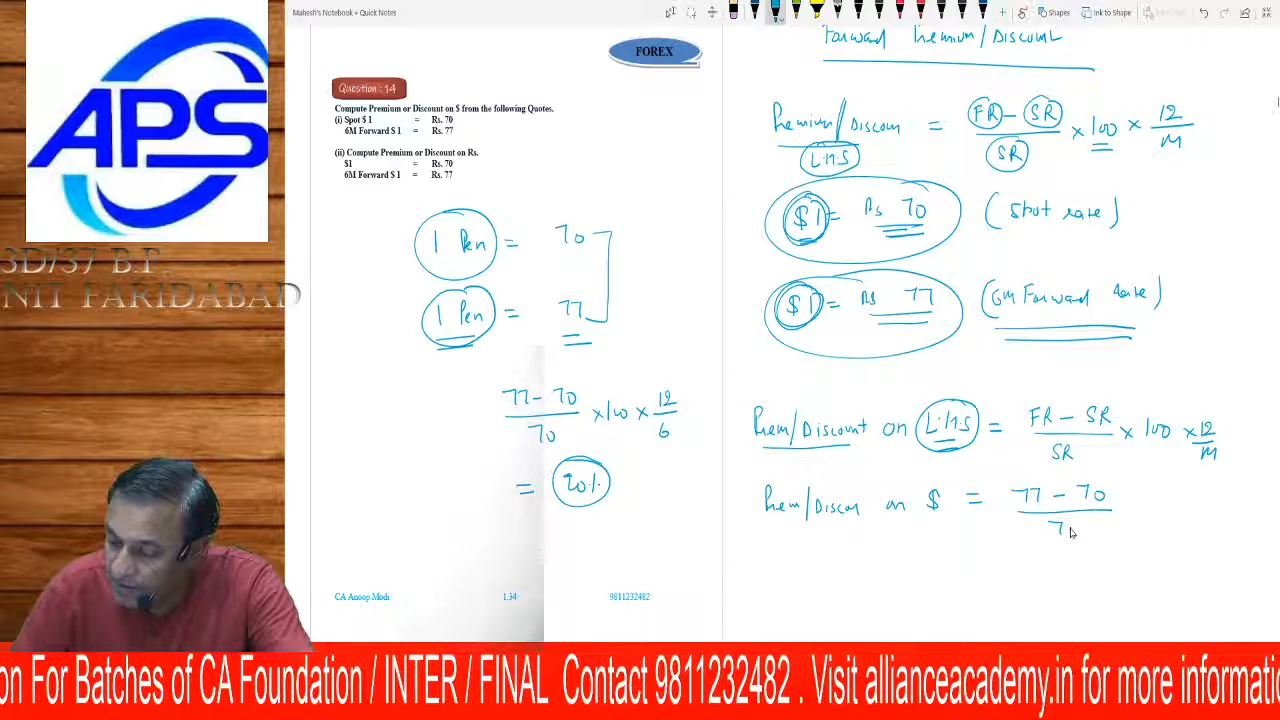 Mahesh's Notebook + Quick Notes
Shapes
Ink to Shape
APS
3D/37 B.P.
NIT FARIDABAD
FOREX
Question : 14
Compute Premium or Discount on $ from the following Quotes.
(i) Spot $ 1 = Rs. 70
6M Forward $ 1 = Rs. 77
(ii) Compute Premium or Discount on Rs.
$1 = Rs. 70
6M Forward $ 1 = Rs. 77
1 Pen = 70
1 Pen = 77
77 - 70
70
× 100 × 12
6
= 20%
CA Anoop Modi 1.34 9811232482
Forward Premium/Discount
Premium/Discoun = FR - SR
SR
× 100 × 12
M
L.H.S
$1 = Rs 70 (Spot rate)
$1 = Rs 77 (6M Forward rate)
Prem/Discount on L.H.S = FR - SR
SR
× 100 × 12
M
Prem/Discon on $ = 77 - 70
7
on For Batches of CA Foundation / INTER / FINAL Contact 9811232482 . Visit allianceacademy.in for more informati